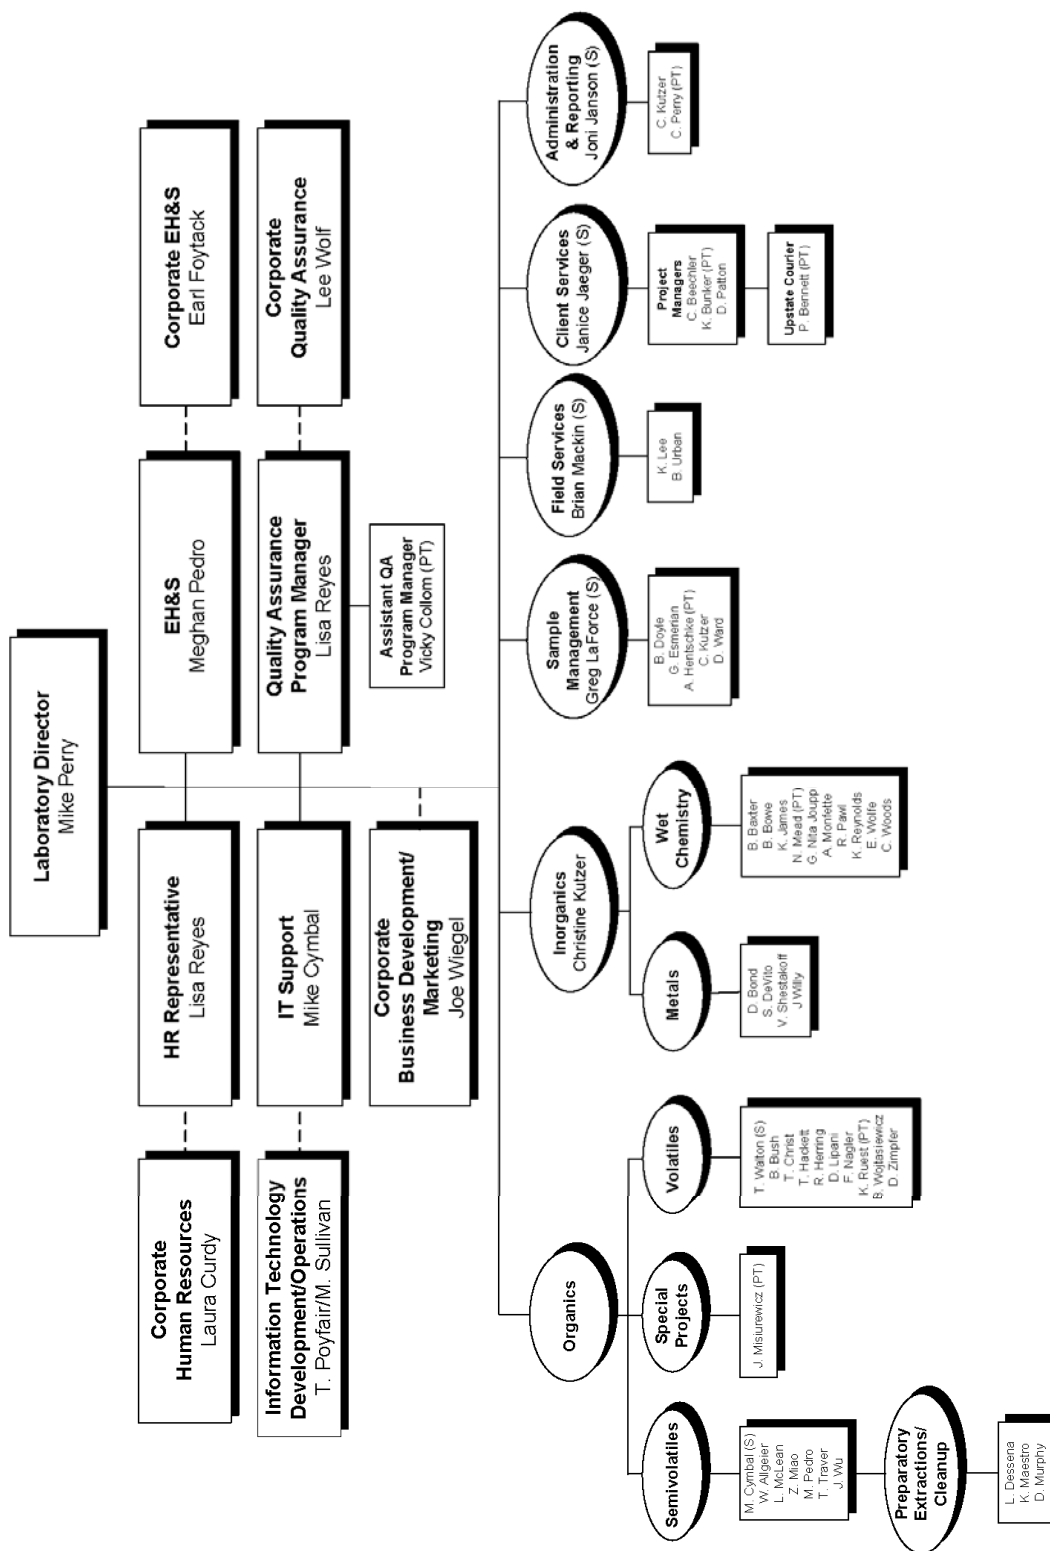 Laboratory Director
Mike Perry
Corporate
Human Resources
Laura Curdy
HR Representative
Lisa Reyes
EH&S
Meghan Pedro
Corporate EH&S
Earl Foytack
Information Technology
Development/Operations
T. Poyfair/M. Sullivan
IT Support
Mike Cymbal
Quality Assurance
Program Manager
Lisa Reyes
Corporate
Quality Assurance
Lee Wolf
Corporate
Business Development/
Marketing
Joe Wiegel
Assistant QA
Program Manager
Vicky Collom (PT)
Organics
Inorganics
Christine Kutzer
Sample
Management
Greg LaForce (S)
Field Services
Brian Mackin (S)
Client Services
Janice Jaeger (S)
Administration
& Reporting
Joni Janson (S)
Semivolatiles
Special
Projects
Volatiles
Metals
Wet
Chemistry
B. Doyle
G. Esmerian
A. Hentschke (PT)
C. Kutzer
D. Ward
K. Lee
B. Urban
Project
Managers
C. Beechler
K. Bunker (PT)
D. Patton
C. Kutzer
C. Perry (PT)
M. Cymbal (S)
W. Allgeier
L. McLean
Z. Miao
M. Pedro
T. Traver
J. Wu
J. Misiurewicz (PT)
T. Walton (S)
B. Bush
T. Christ
T. Hackett
R. Herring
D. Lipani
F. Nagler
K. Ruest (PT)
B. Wojtasiewicz
D. Zimpfer
D. Bond
S. DeVito
V. Shestakoff
J Willy
B. Baxter
B. Bowe
K. James
N. Mead (PT)
G. Nita Joupp
A. Monfette
R. Pawl
K. Reynolds
E. Wolfe
C. Woods
Upstate Courier
P. Bennett (PT)
Preparatory
Extractions/
Cleanup
L. Dessena
K. Maestro
D. Murphy